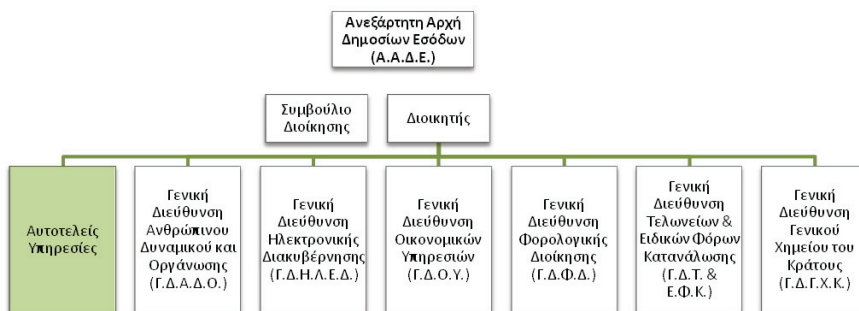 Ανεξάρτητη Αρχή
Δημοσίων Εσόδων
(Α.Α.Δ.Ε.)
Συμβούλιο
Διοίκησης
Διοικητής
Αυτοτελείς
Υπηρεσίες
Γενική
Διεύθυνση
Ανθρώπινου
Δυναμικού και
Οργάνωσης
(Γ.Δ.Α.Δ.Ο.)
Γενική
Διεύθυνση
Ηλεκτρονικής
Διακυβέρνησης
(Γ.Δ.Η.Λ.Ε.Δ.)
Γενική
Διεύθυνση
Οικονομικών
Υπηρεσιών
(Γ.Δ.Ο.Υ.)
Γενική
Διεύθυνση
Φορολογικής
Διοίκησης
(Γ.Δ.Φ.Δ.)
Γενική
Διεύθυνση
Τελωνείων &
Ειδικών Φόρων
Κατανάλωσης
(Γ.Δ.Τ. &
Ε.Φ.Κ.)
Γενική
Διεύθυνση
Γενικού
Χημείου του
Κράτους
(Γ.Δ.Γ.Χ.Κ.)